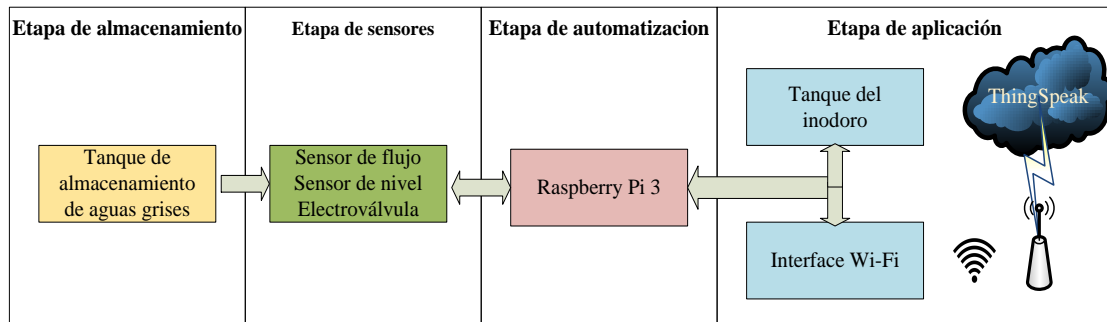 Etapa de almacenamiento
Tanque de
almacenamiento
de aguas grises
Etapa de sensores
Sensor de flujo
Sensor de nivel
Electroválvula
Etapa de automatizacion
Raspberry Pi 3
Etapa de aplicación
Tanque del
inodoro
ThingSpeak
Interface Wi-Fi